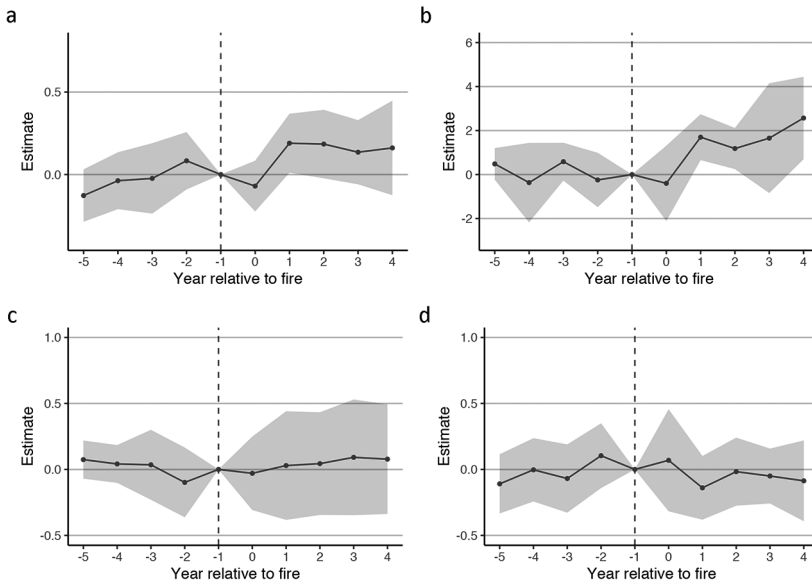 a
0.5
0.0
Estimate
-5 -4 -3 -2 -1 0 1 2 3 4
Year relative to fire
b
6
4
2
0
-2
Estimate
-5 -4 -3 -2 -1 0 1 2 3 4
Year relative to fire
c
1.0
0.5
0.0
-0.5
Estimate
-5 -4 -3 -2 -1 0 1 2 3 4
Year relative to fire
d
1.0
0.5
0.0
-0.5
Estimate
-5 -4 -3 -2 -1 0 1 2 3 4
Year relative to fire